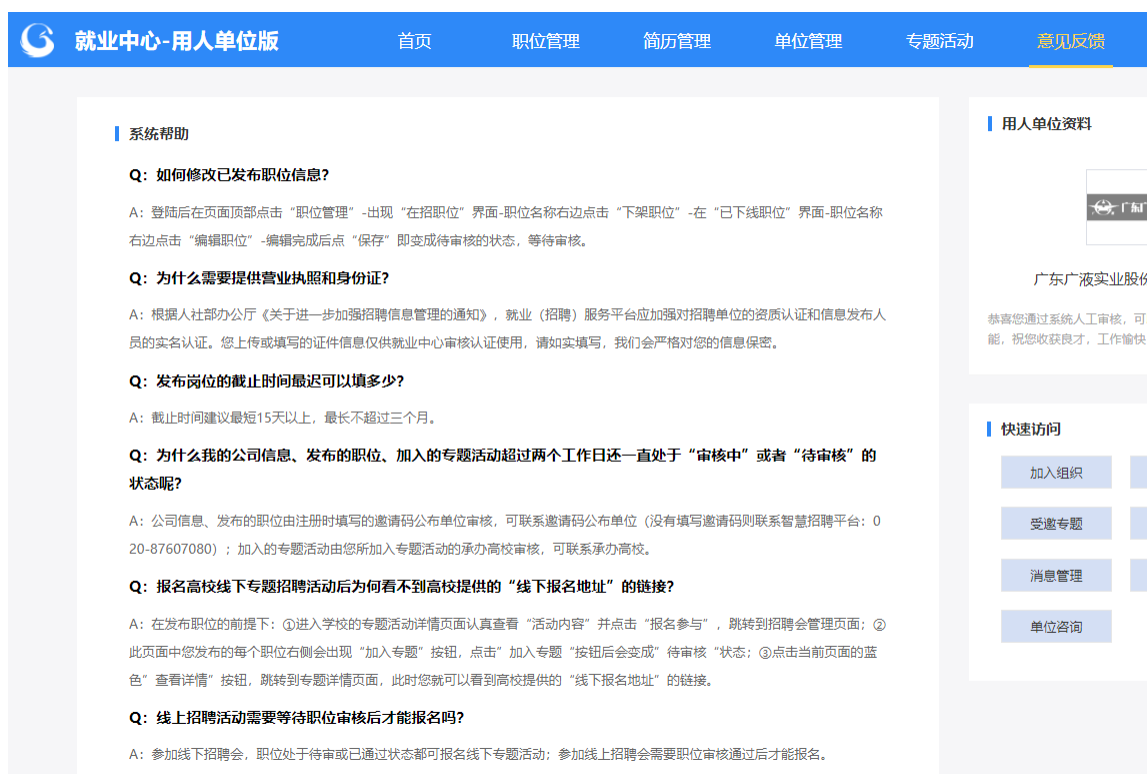 就业中心-用人单位版
首页
职位管理
简历管理
单位管理
专题活动
意见反馈
系统帮助
Q：如何修改已发布职位信息？
A：登陆后在页面顶部点击“职位管理”-出现“在招职位”界面-职位名称右边点击“下架职位”-在“已下线职位”界面-职位名称
右边点击“编辑职位”-编辑完成后点“保存”即变成待审核的状态，等待审核。
Q：为什么需要提供营业执照和身份证？
A：根据人社部办公厅《关于进一步加强招聘信息管理的通知》，就业（招聘）服务平台应加强对招聘单位的资质认证和信息发布人
员的实名认证。您上传或填写的证件信息仅供就业中心审核认证使用，请如实填写，我们会严格对您的信息保密。
Q：发布岗位的截止时间最迟可以填多少？
A：截止时间建议最短15天以上，最长不超过三个月。
Q：为什么我的公司信息、发布的职位、加入的专题活动超过两个工作日还一直处于“审核中”或者“待审核”的
状态呢？
A：公司信息、发布的职位由注册时填写的邀请码公布单位审核，可联系邀请码公布单位（没有填写邀请码则联系智慧招聘平台：0
20-87607080）；加入的专题活动由您所加入专题活动的承办高校审核，可联系承办高校。
Q：报名高校线下专题招聘活动后为何看不到高校提供的“线下报名地址”的链接？
A：在发布职位的前提下：①进入学校的专题活动详情页面认真查看“活动内容”并点击“报名参与”，跳转到招聘会管理页面；②
此页面中您发布的每个职位右侧会出现“加入专题”按钮，点击”加入专题“按钮后会变成”待审核“状态；③点击当前页面的蓝
色”查看详情”按钮，跳转到专题详情页面，此时您就可以看到高校提供的“线下报名地址”的链接。
Q：线上招聘活动需要等待职位审核后才能报名吗？
A：参加线下招聘会，职位处于待审或已通过状态都可报名线下专题活动；参加线上招聘会需要职位审核通过后才能报名。
用人单位资料
广东广
广东广液实业股份
恭喜您通过系统人工审核，可
能，祝您收获良才，工作愉快
快速访问
加入组织
受邀专题
消息管理
单位咨询